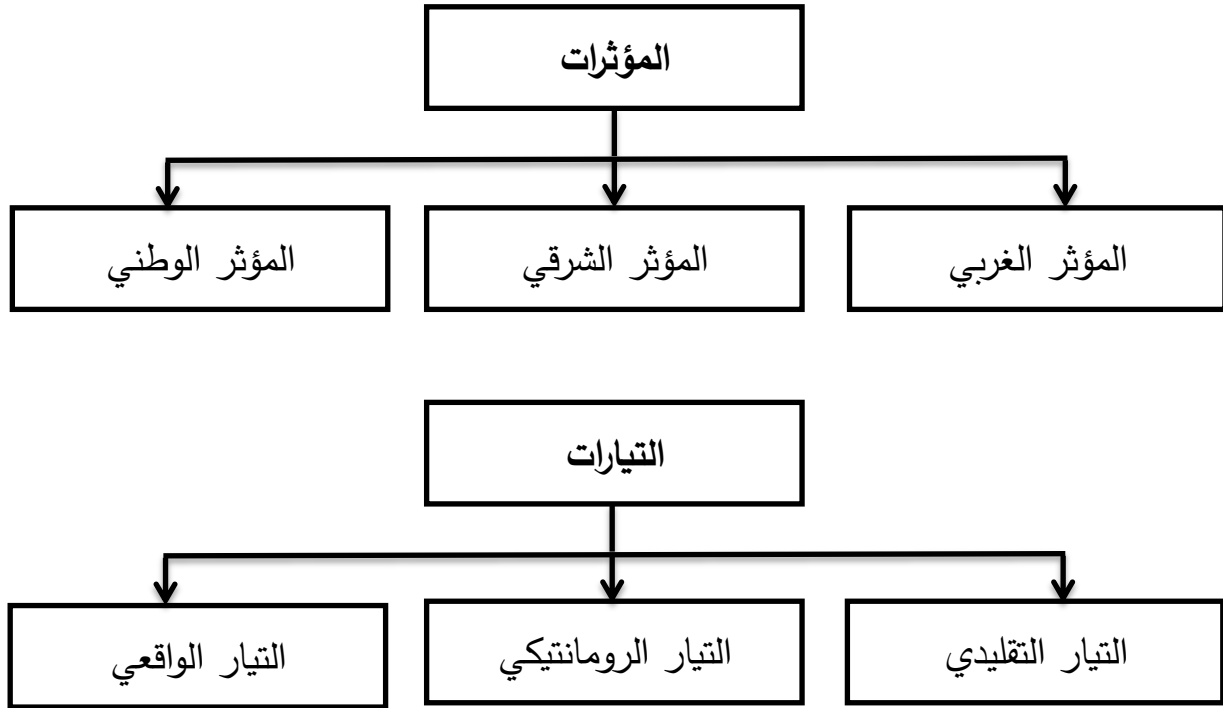 المؤثرات
المؤثر الغربي
المؤثر الشرقي
المؤثر الوطني
التيارات
التيار التقليدي
التيار الرومانتيكي
التيار الواقعي